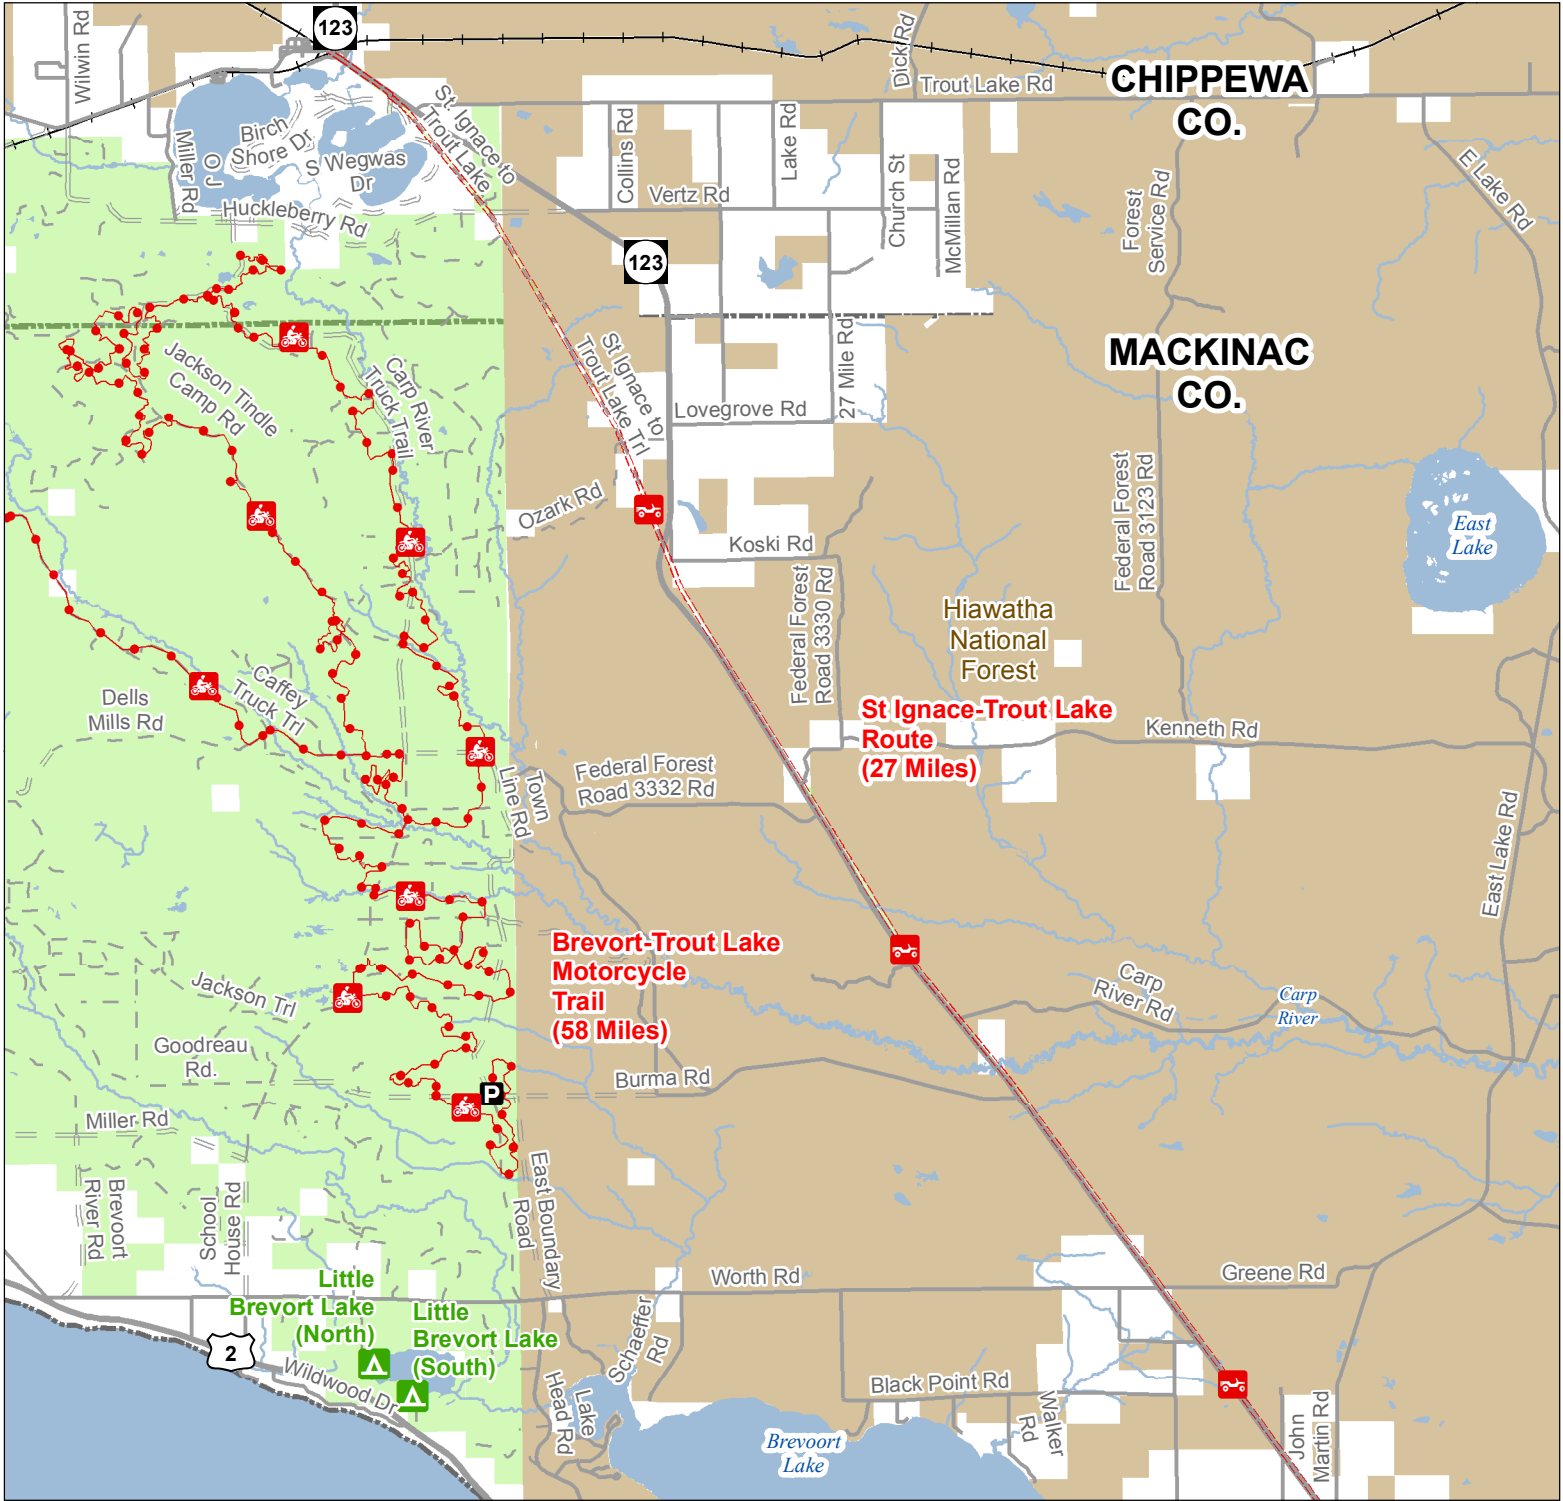 123
Wilwin Rd
Dick Rd
Trout Lake Rd
CHIPPEWA
CO.
St. Ignace to
Trout Lake
Birch
Shore Dr
S Wegwas
Dr
O J
Miller Rd
Huckleberry Rd
Collins Rd
Vertz Rd
Lake Rd
Church St
McMillan Rd
Forest
Service Rd
E Lake Rd
123
MACKINAC
CO.
Jackson Tindle
Camp Rd
Carp River
Truck Trail
St Ignace to
Trout Lake Trl
27 Mile Rd
Lovegrove Rd
Ozark Rd
Koski Rd
Federal Forest
Road 3123 Rd
East
Lake
Federal Forest
Road 3330 Rd
Hiawatha
National
Forest
Dells
Mills Rd
Caffey
Truck Trl
St Ignace-Trout Lake
Route
(27 Miles)
Kenneth Rd
Federal Forest
Road 3332 Rd
Town
Line Rd
East Lake Rd
Brevort-Trout Lake
Motorcycle
Trail
(58 Miles)
Jackson Trl
Carp
River Rd
Carp
River
Goodreau
Rd.
Burma Rd
P
Miller Rd
Brevoort
River Rd
School
House Rd
East Boundary
Road
Worth Rd
Greene Rd
Little
Brevort Lake
(North)
Little
Brevort Lake
(South)
2
Wildwood Dr
Schaeffer
Rd
Lake
Head Rd
Black Point Rd
Walker
Rd
John
Martin Rd
Brevoort
Lake